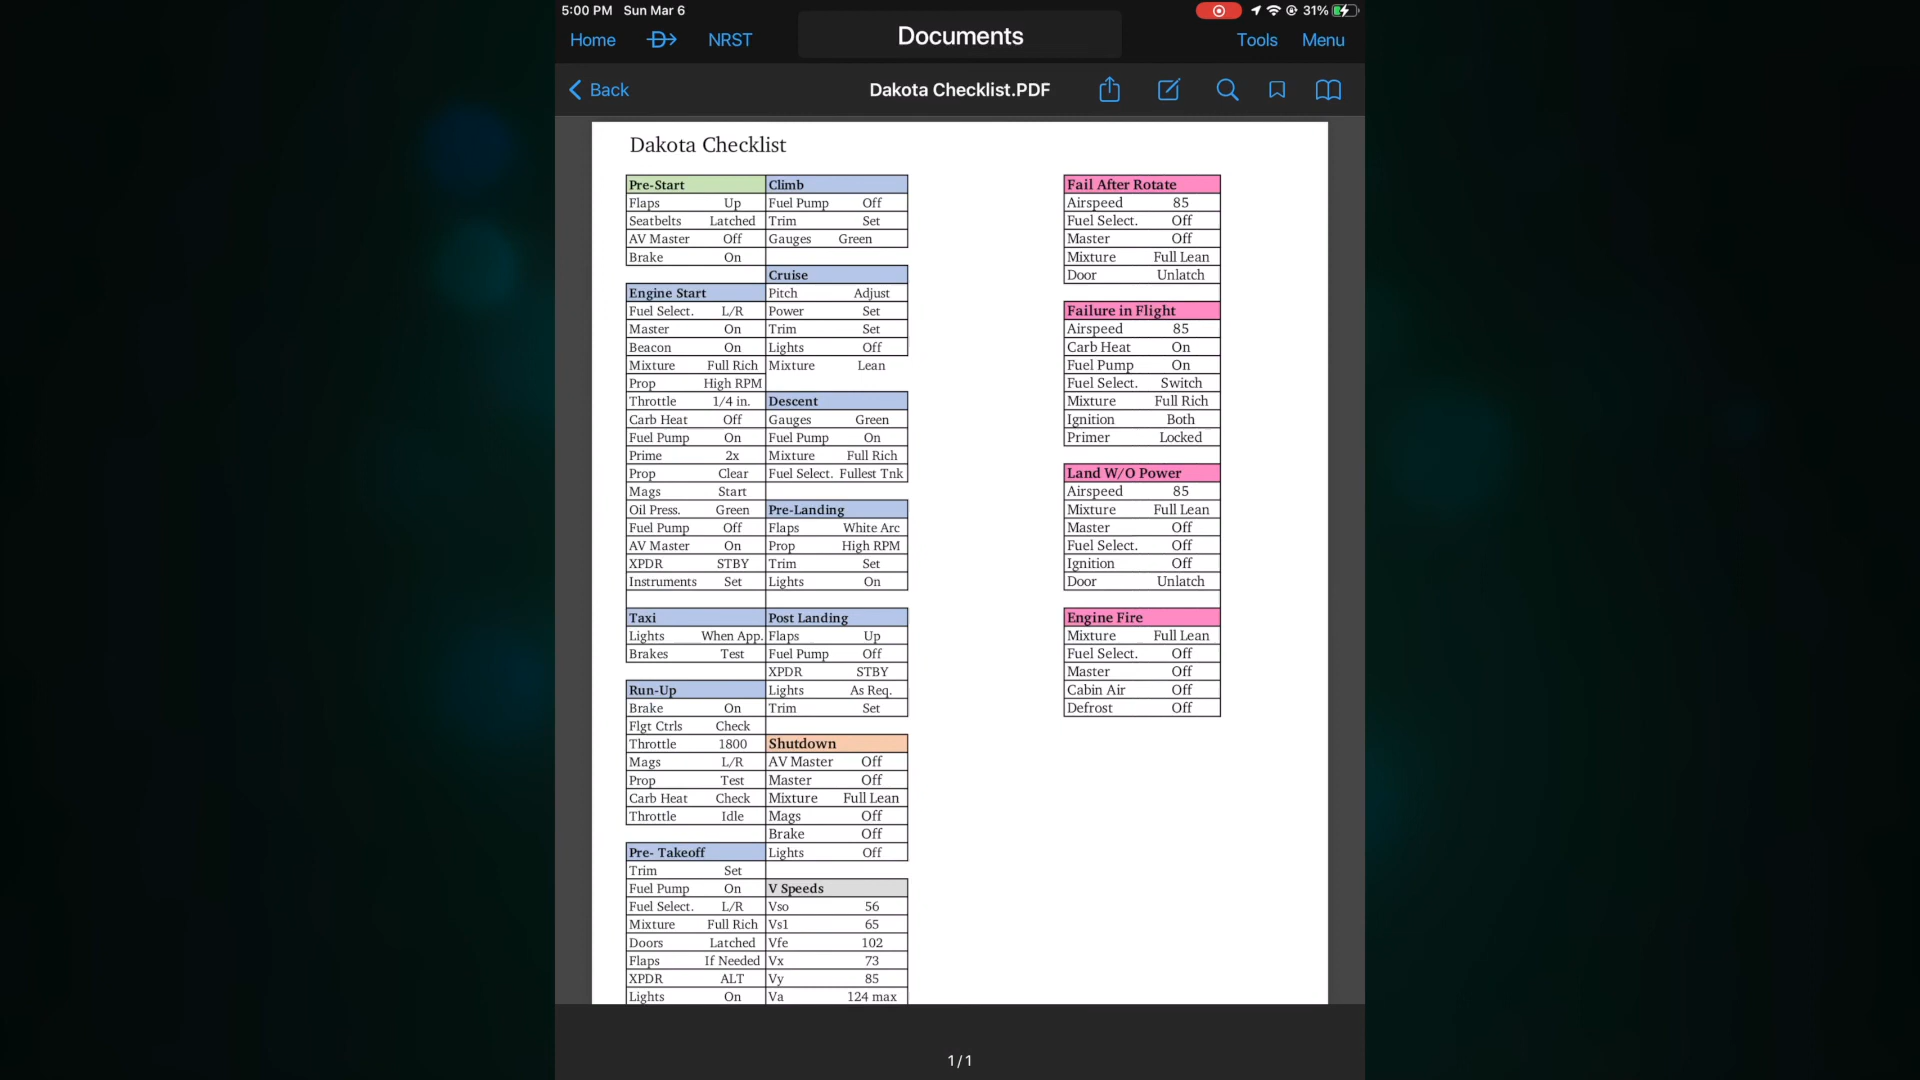 5:00 PM Sun Mar 6
31%
Home
NRST
Documents
Tools
Menu
Back
Dakota Checklist.PDF
Dakota Checklist
Pre-Start
Flaps Up
Seatbelts Latched
AV Master Off
Brake On
Engine Start
Fuel Select. L/R
Master On
Beacon On
Mixture Full Rich
Prop High RPM
Throttle 1/4 in.
Carb Heat Off
Fuel Pump On
Prime 2x
Prop Clear
Mags Start
Oil Press. Green
Fuel Pump Off
AV Master On
XPDR STBY
Instruments Set
Taxi
Lights When App.
Brakes Test
Run-Up
Brake On
Flgt Ctrls Check
Throttle 1800
Mags L/R
Prop Test
Carb Heat Check
Throttle Idle
Pre- Takeoff
Trim Set
Fuel Pump On
Fuel Select. L/R
Mixture Full Rich
Doors Latched
Flaps If Needed
XPDR ALT
Lights On
Climb
Fuel Pump Off
Trim Set
Gauges Green
Cruise
Pitch Adjust
Power Set
Trim Set
Lights Off
Mixture Lean
Descent
Gauges Green
Fuel Pump On
Mixture Full Rich
Fuel Select. Fullest Tnk
Pre-Landing
Flaps White Arc
Prop High RPM
Trim Set
Lights On
Post Landing
Flaps Up
Fuel Pump Off
XPDR STBY
Lights As Req.
Trim Set
Shutdown
AV Master Off
Master Off
Mixture Full Lean
Mags Off
Brake Off
Lights Off
V Speeds
Vso 56
Vs1 65
Vfe 102
Vx 73
Vy 85
Va 124 max
Fail After Rotate
Airspeed 85
Fuel Select. Off
Master Off
Mixture Full Lean
Door Unlatch
Failure in Flight
Airspeed 85
Carb Heat On
Fuel Pump On
Fuel Select. Switch
Mixture Full Rich
Ignition Both
Primer Locked
Land W/O Power
Airspeed 85
Mixture Full Lean
Master Off
Fuel Select. Off
Ignition Off
Door Unlatch
Engine Fire
Mixture Full Lean
Fuel Select. Off
Master Off
Cabin Air Off
Defrost Off
1/1